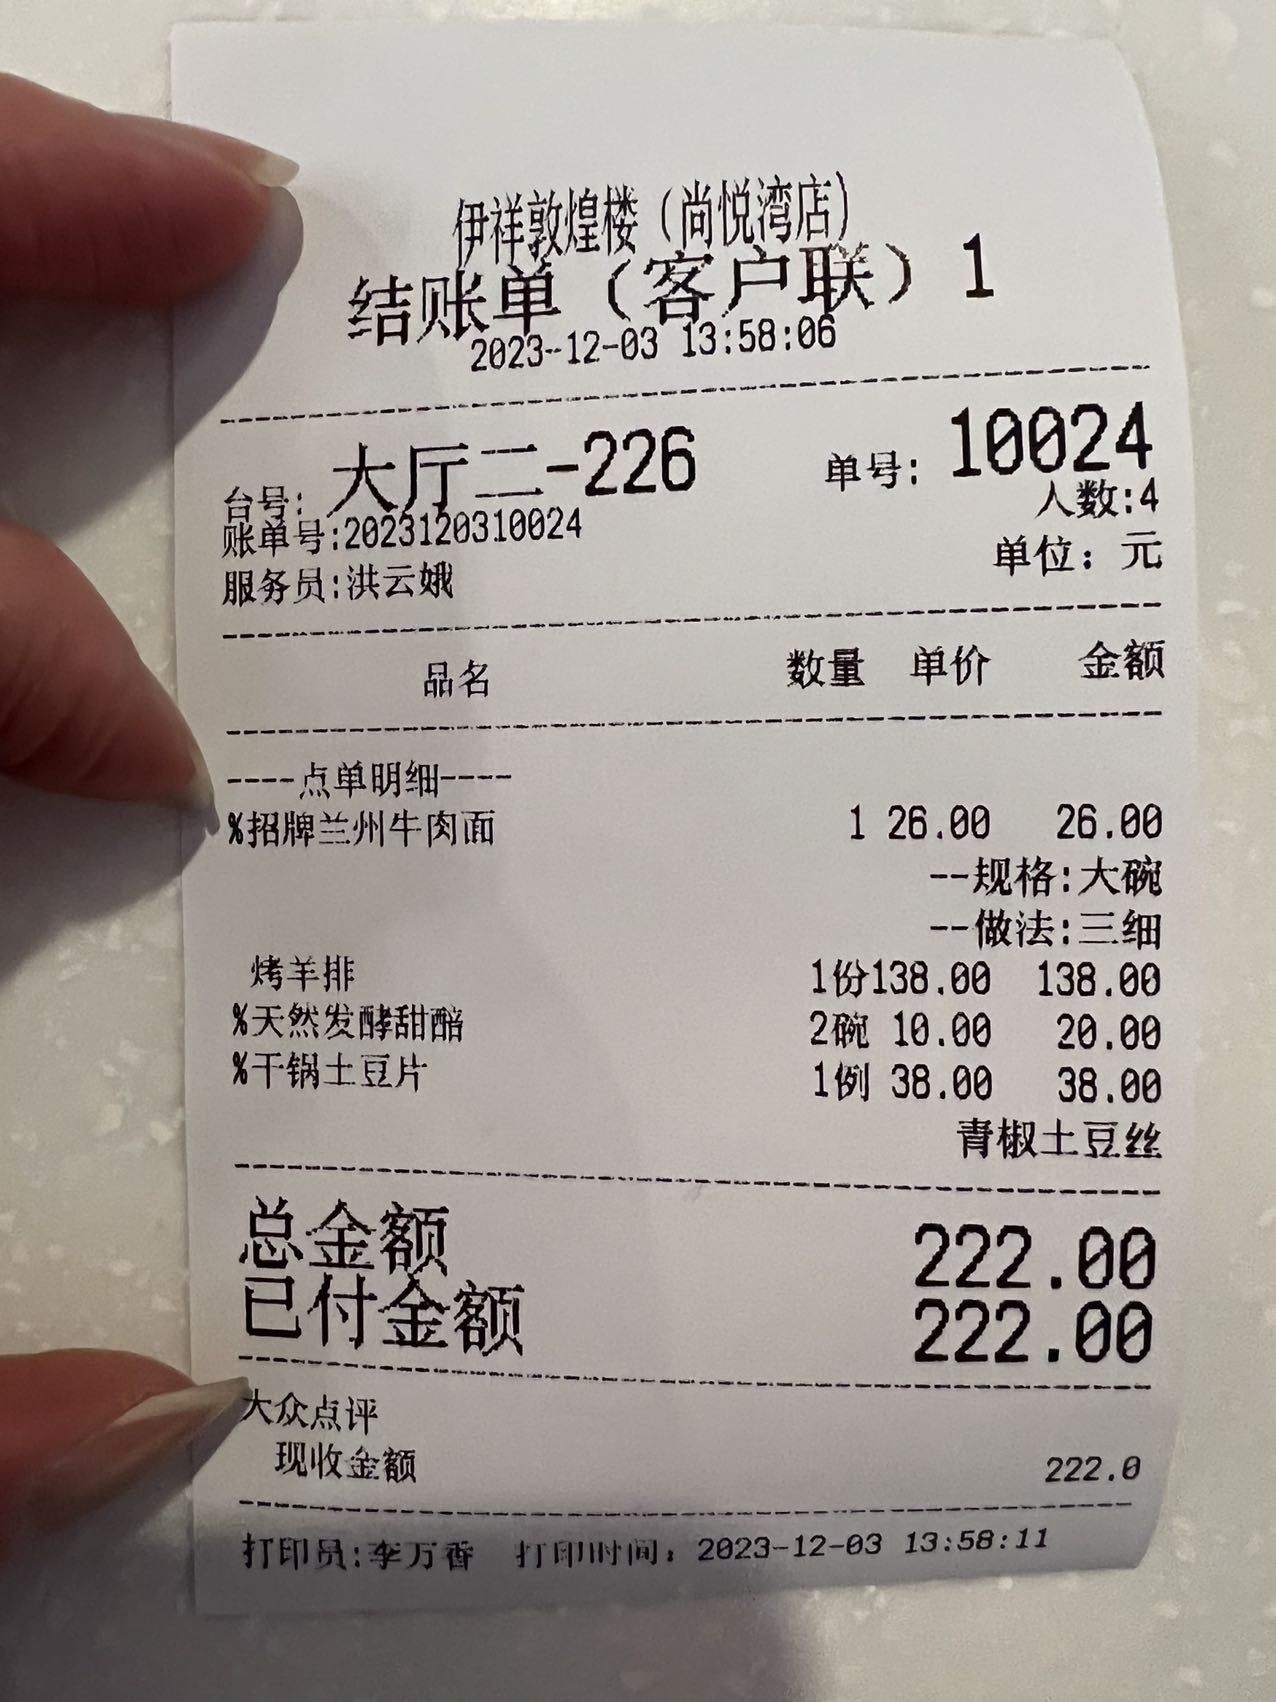 伊祥敦煌楼（尚悦湾店）
结账单（客户联）1
2023-12-03 13:58:06
台号：大厅二-226 单号：10024
人数:4
账单号:2023120310024
单位：元
服务员:洪云娥
品名 数量 单价 金额
----点单明细----
%招牌兰州牛肉面 1 26.00 26.00
--规格:大碗
--做法:三细
烤羊排 1份138.00 138.00
%天然发酵甜醅 2碗 10.00 20.00
%干锅土豆片 1例 38.00 38.00
青椒土豆丝
总金额 222.00
已付金额 222.00
大众点评
现收金额 222.0
打印员:李万香 打印时间：2023-12-03 13:58:11